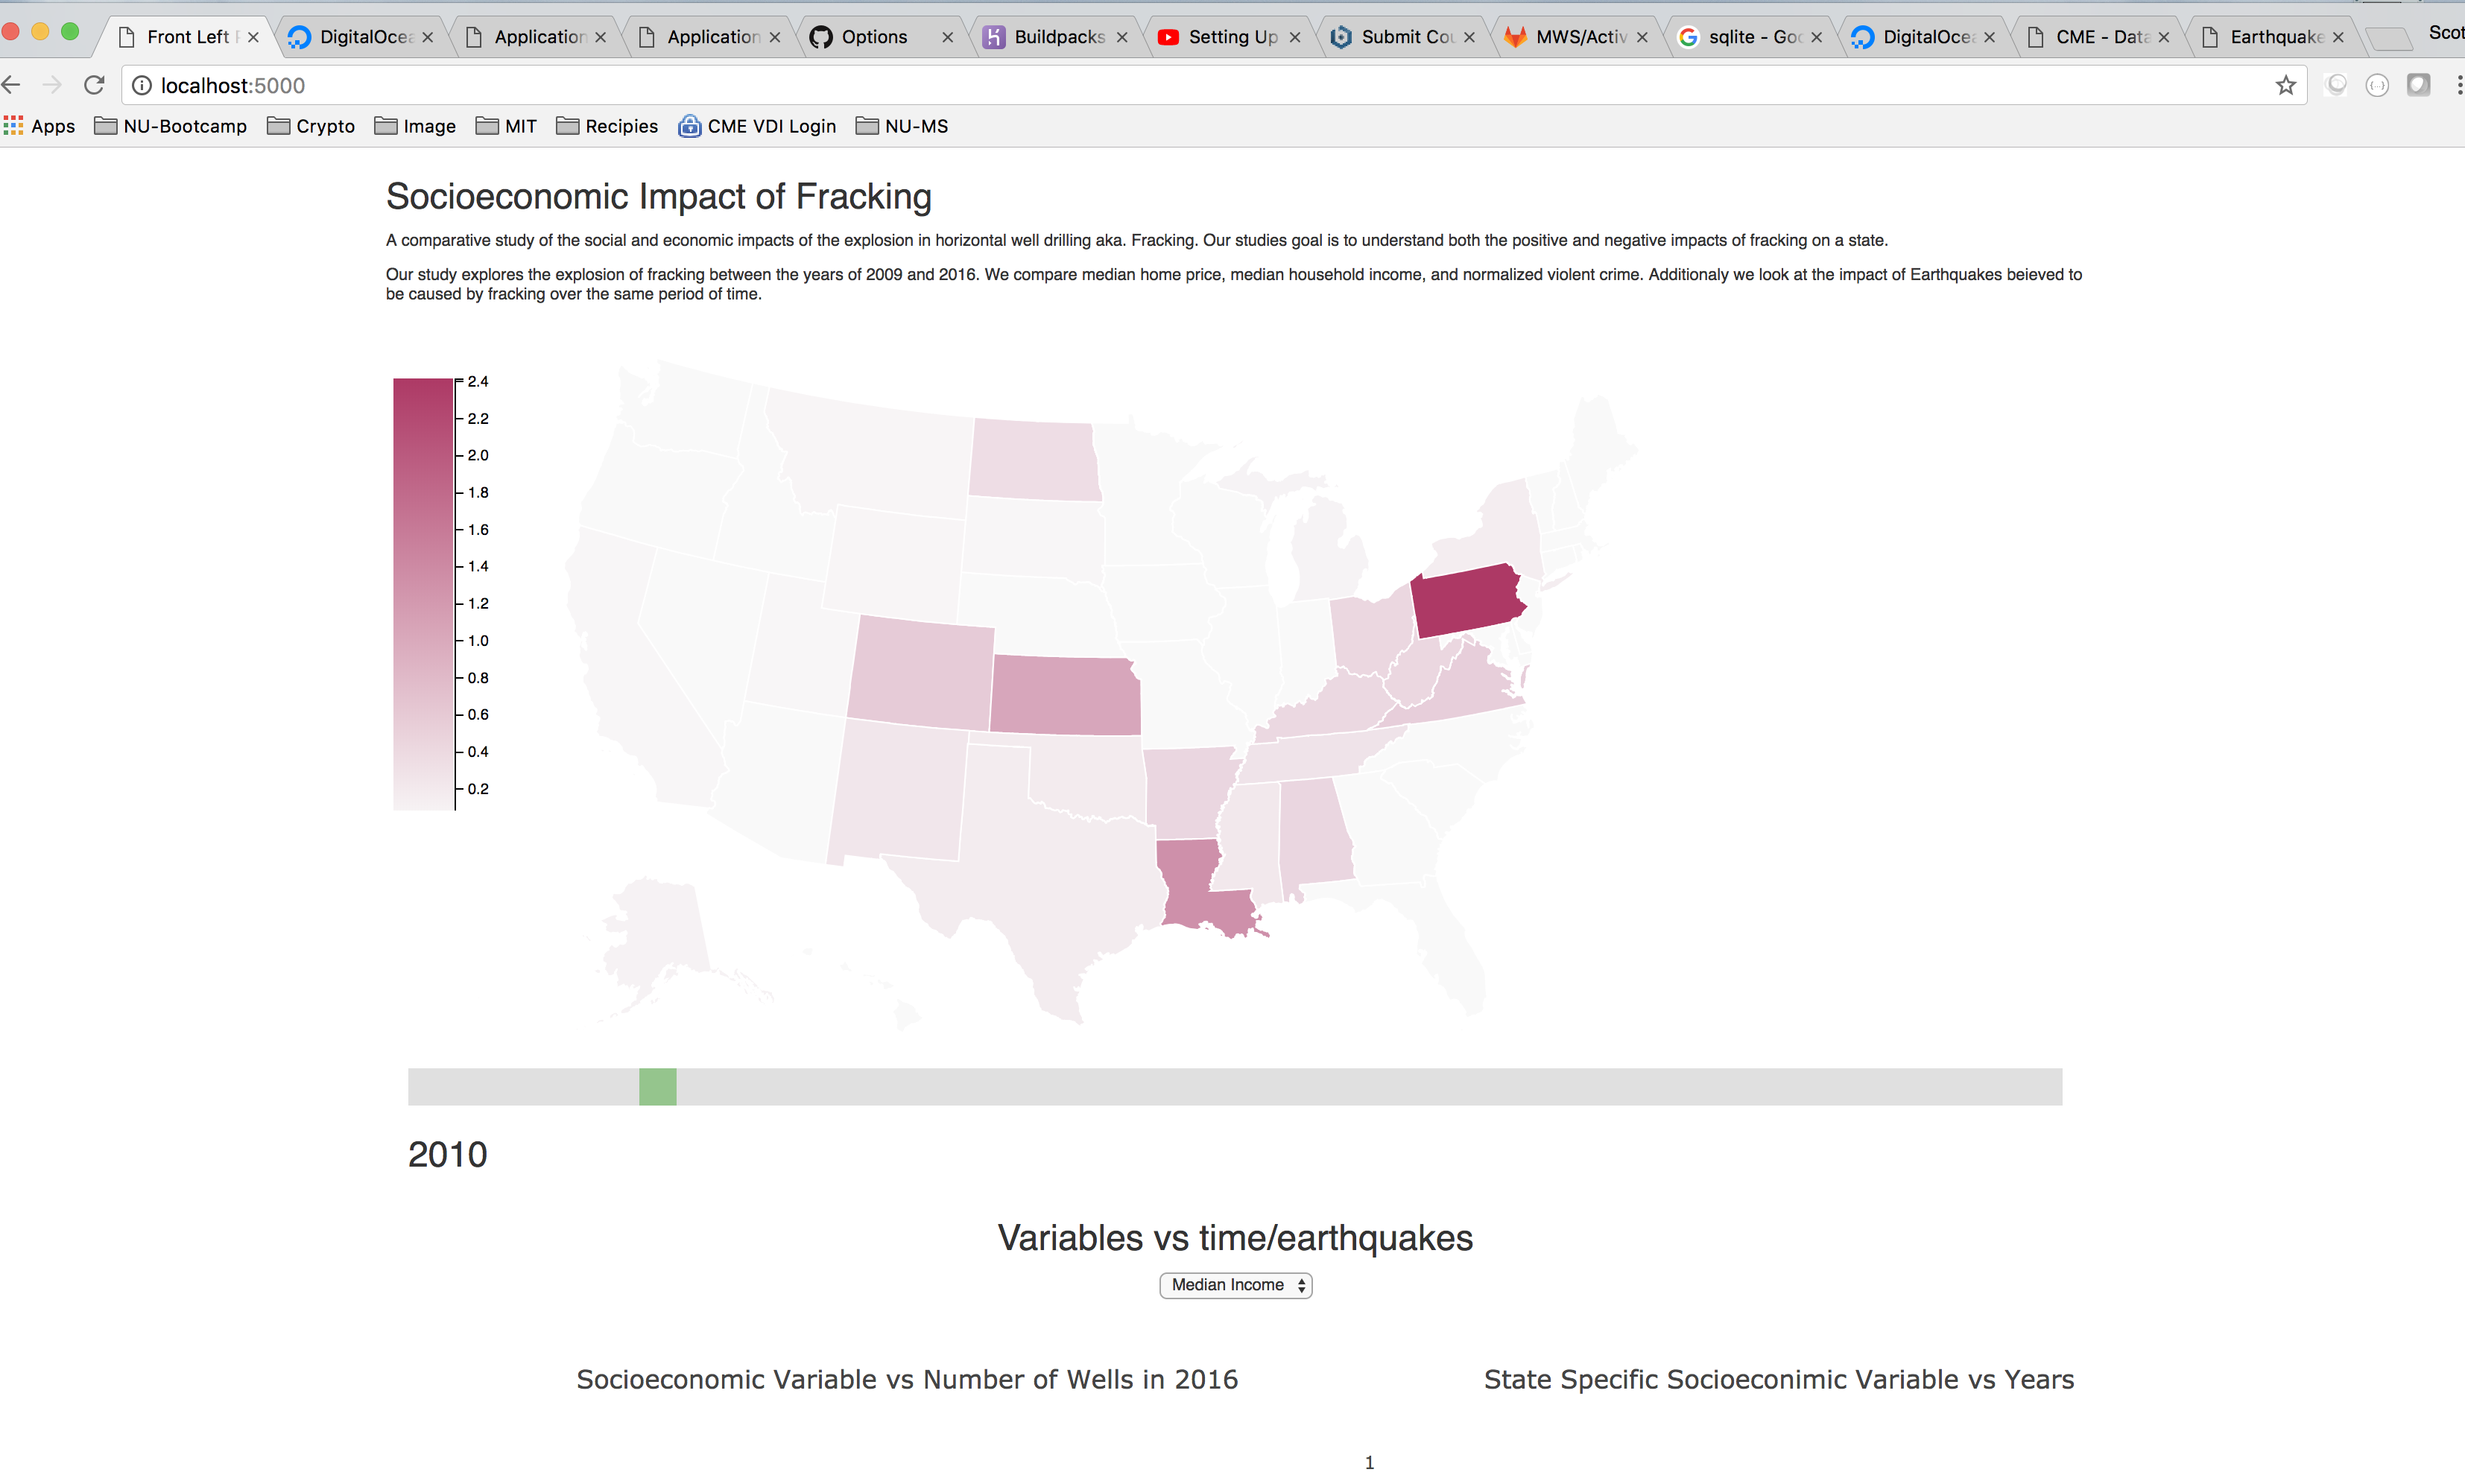 Front Left
DigitalOcea
Application
Application
Options
Buildpacks
Setting Up
Submit Cou
MWS/Activ
sqlite - Goo
DigitalOcea
CME - Data
Earthquake
Scot
localhost:5000
Apps
NU-Bootcamp
Crypto
Image
MIT
Recipies
CME VDI Login
NU-MS
Socioeconomic Impact of Fracking
A comparative study of the social and economic impacts of the explosion in horizontal well drilling aka. Fracking. Our studies goal is to understand both the positive and negative impacts of fracking on a state.
Our study explores the explosion of fracking between the years of 2009 and 2016. We compare median home price, median household income, and normalized violent crime. Additionaly we look at the impact of Earthquakes beieved to
be caused by fracking over the same period of time.
2.4
2.2
2.0
1.8
1.6
1.4
1.2
1.0
0.8
0.6
0.4
0.2
2010
Variables vs time/earthquakes
Median Income
Socioeconomic Variable vs Number of Wells in 2016
State Specific Socioeconimic Variable vs Years
1